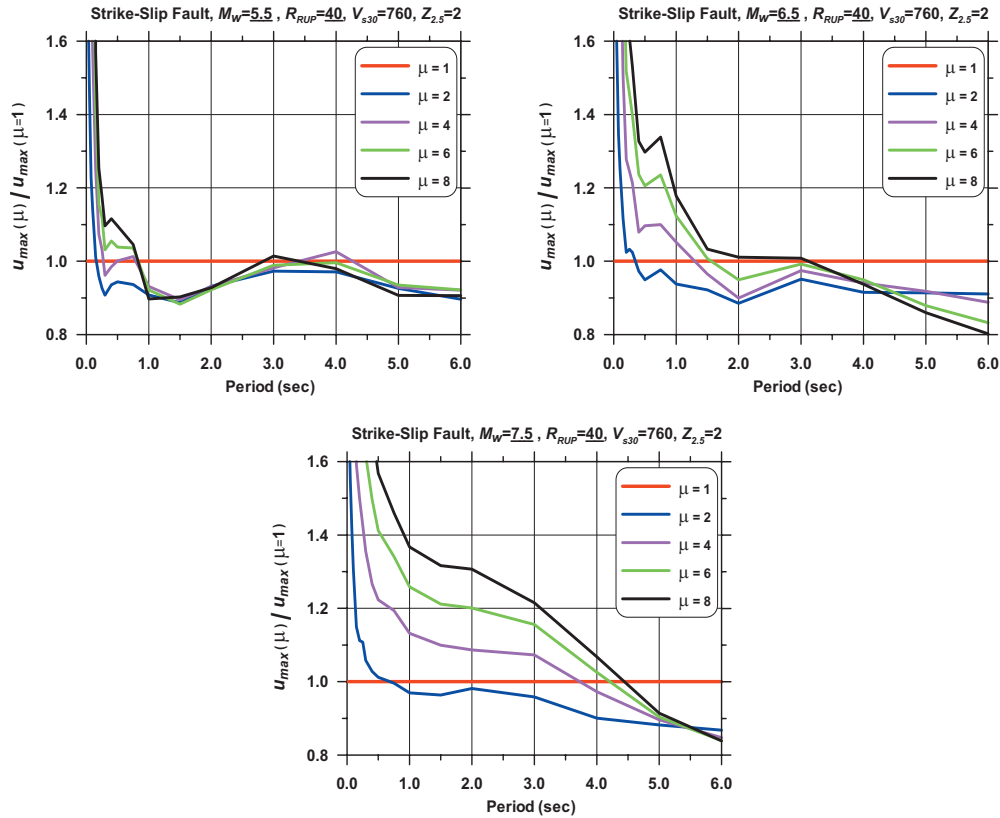 Strike-Slip Fault, Mw=5.5 , RRUP=40, Vs30=760, Z2.5=2
1.6
1.4
1.2
1.0
0.8
umax(μ) / umax(μ=1)
μ = 1
μ = 2
μ = 4
μ = 6
μ = 8
0.0 1.0 2.0 3.0 4.0 5.0 6.0
Period (sec)
Strike-Slip Fault, Mw=6.5 , RRUP=40, Vs30=760, Z2.5=2
1.6
1.4
1.2
1.0
0.8
umax(μ) / umax(μ=1)
μ = 1
μ = 2
μ = 4
μ = 6
μ = 8
0.0 1.0 2.0 3.0 4.0 5.0 6.0
Period (sec)
Strike-Slip Fault, Mw=7.5 , RRUP=40, Vs30=760, Z2.5=2
1.6
1.4
1.2
1.0
0.8
umax(μ) / umax(μ=1)
μ = 1
μ = 2
μ = 4
μ = 6
μ = 8
0.0 1.0 2.0 3.0 4.0 5.0 6.0
Period (sec)